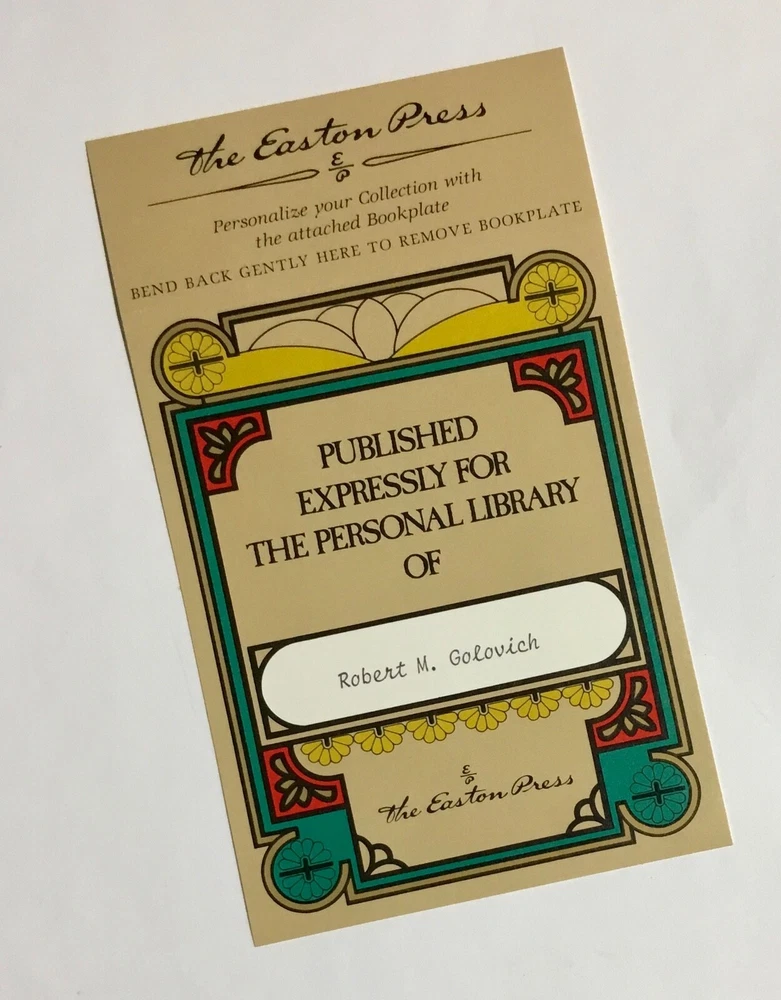 the Easton Press
E
P
Personalize your Collection with
the attached Bookplate
BEND BACK GENTLY HERE TO REMOVE BOOKPLATE
PUBLISHED
EXPRESSLY FOR
THE PERSONAL LIBRARY
OF
Robert M. Golovich
E
P
the Easton Press